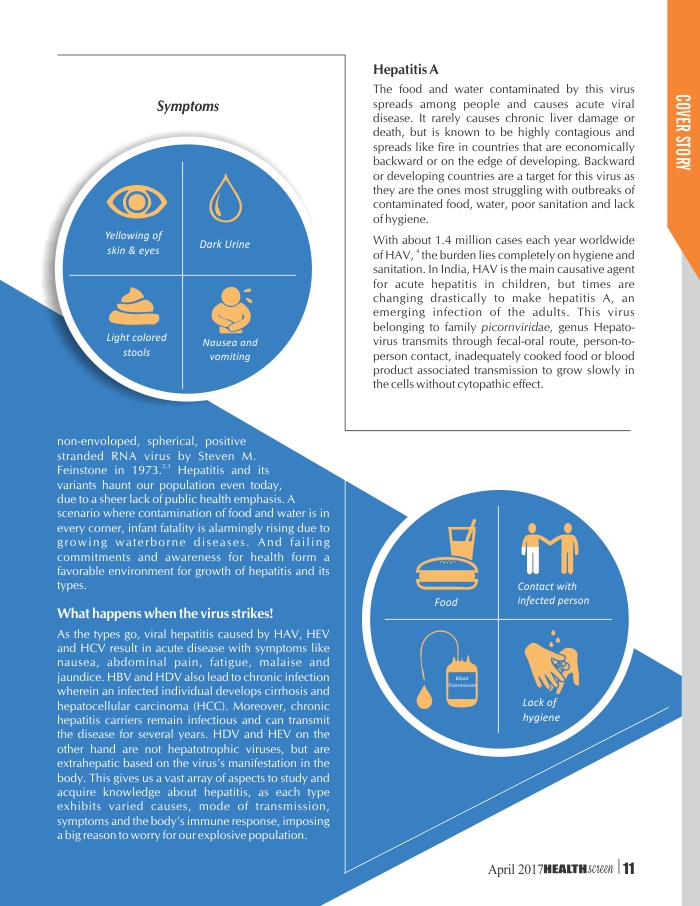 COVER STORY
Symptoms
Yellowing of
skin & eyes
Dark Urine
Light colored
stools
Nausea and
vomiting
non-envoloped, spherical, positive
stranded RNA virus by Steven M.
Feinstone in 1973.2,3 Hepatitis and its
variants haunt our population even today,
due to a sheer lack of public health emphasis. A
scenario where contamination of food and water is in
every corner, infant fatality is alarmingly rising due to
growing waterborne diseases. And failing
commitments and awareness for health form a
favorable environment for growth of hepatitis and its
types.
What happens when the virus strikes!
As the types go, viral hepatitis caused by HAV, HEV
and HCV result in acute disease with symptoms like
nausea, abdominal pain, fatigue, malaise and
jaundice. HBV and HDV also lead to chronic infection
wherein an infected individual develops cirrhosis and
hepatocellular carcinoma (HCC). Moreover, chronic
hepatitis carriers remain infectious and can transmit
the disease for several years. HDV and HEV on the
other hand are not hepatotrophic viruses, but are
extrahepatic based on the virus's manifestation in the
body. This gives us a vast array of aspects to study and
acquire knowledge about hepatitis, as each type
exhibits varied causes, mode of transmission,
symptoms and the body's immune response, imposing
a big reason to worry for our explosive population.
Hepatitis A
The food and water contaminated by this virus
spreads among people and causes acute viral
disease. It rarely causes chronic liver damage or
death, but is known to be highly contagious and
spreads like fire in countries that are economically
backward or on the edge of developing. Backward
or developing countries are a target for this virus as
they are the ones most struggling with outbreaks of
contaminated food, water, poor sanitation and lack
of hygiene.
With about 1.4 million cases each year worldwide
of HAV, 4 the burden lies completely on hygiene and
sanitation. In India, HAV is the main causative agent
for acute hepatitis in children, but times are
changing drastically to make hepatitis A, an
emerging infection of the adults. This virus
belonging to family picornviridae, genus Hepato-
virus transmits through fecal-oral route, person-to-
person contact, inadequately cooked food or blood
product associated transmission to grow slowly in
the cells without cytopathic effect.
Food
Contact with
infected person
Blood
Transmission
Lack of
hygiene
April 2017 HEALTHscreen | 11